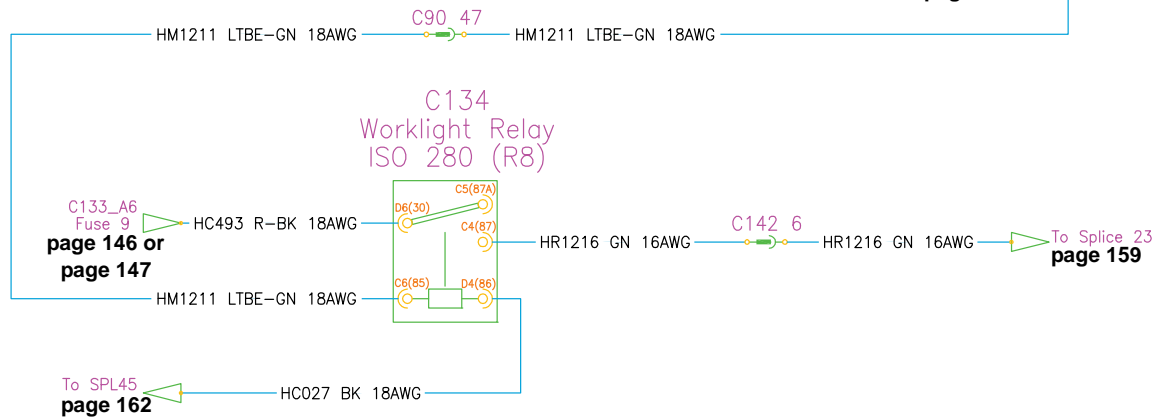 C90 47
HM1211 LTBE-GN 18AWG
HM1211 LTBE-GN 18AWG
C134
Worklight Relay
ISO 280 (R8)
C133_A6
Fuse 9
page 146 or
page 147
HC493 R-BK 18AWG
D6(30)
C5(87A)
C4(87)
HR1216 GN 16AWG
C142 6
HR1216 GN 16AWG
To Splice 23
page 159
HM1211 LTBE-GN 18AWG
C6(85)
D4(86)
To SPL45
page 162
HC027 BK 18AWG